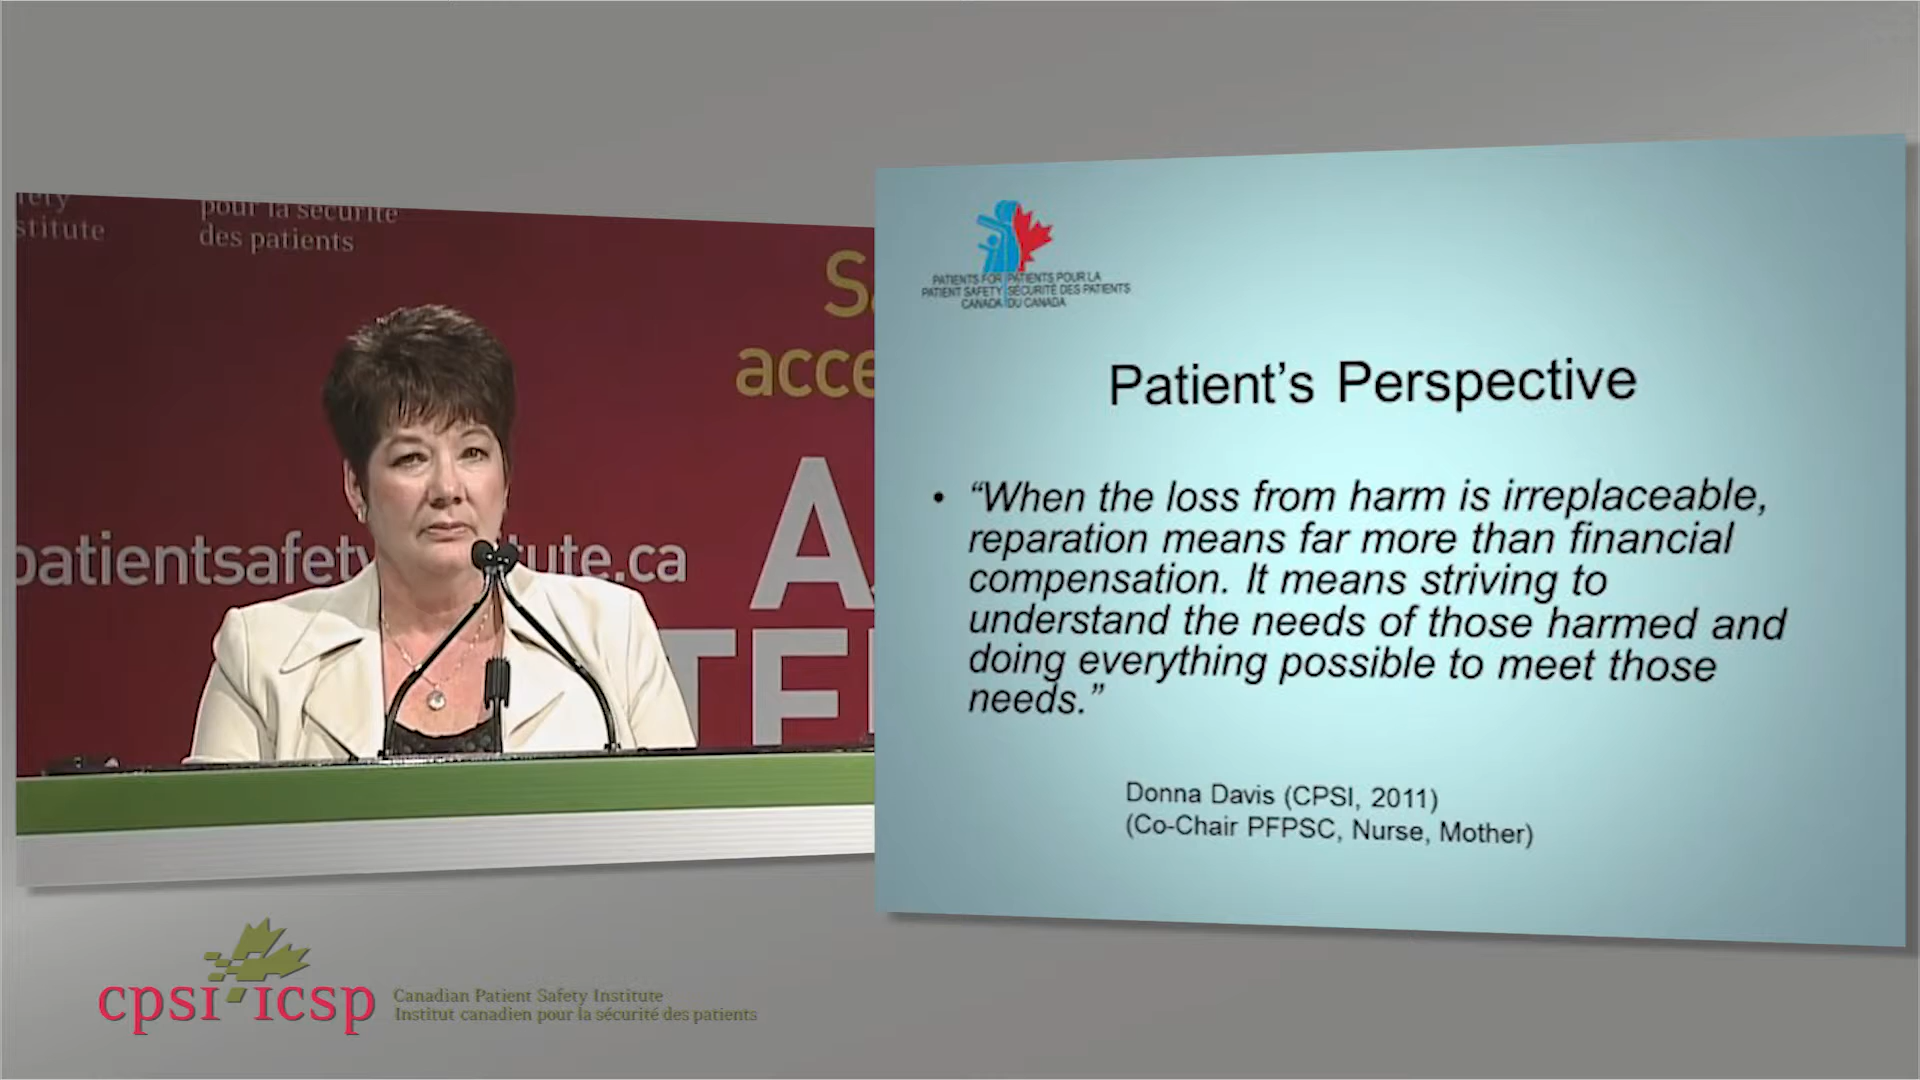 stitute
pour la sécurité
des patients
patientsafety
tute.ca
PATIENTS FOR
PATIENT SAFETY
CANADA
PATIENTS POUR LA
SÉCURITÉ DES PATIENTS
DU CANADA
Patient’s Perspective
• “When the loss from harm is irreplaceable,
reparation means far more than financial
compensation. It means striving to
understand the needs of those harmed and
doing everything possible to meet those
needs.”
Donna Davis (CPSI, 2011)
(Co-Chair PFPSC, Nurse, Mother)
cpsi icsp
Canadian Patient Safety Institute
Institut canadien pour la sécurité des patients